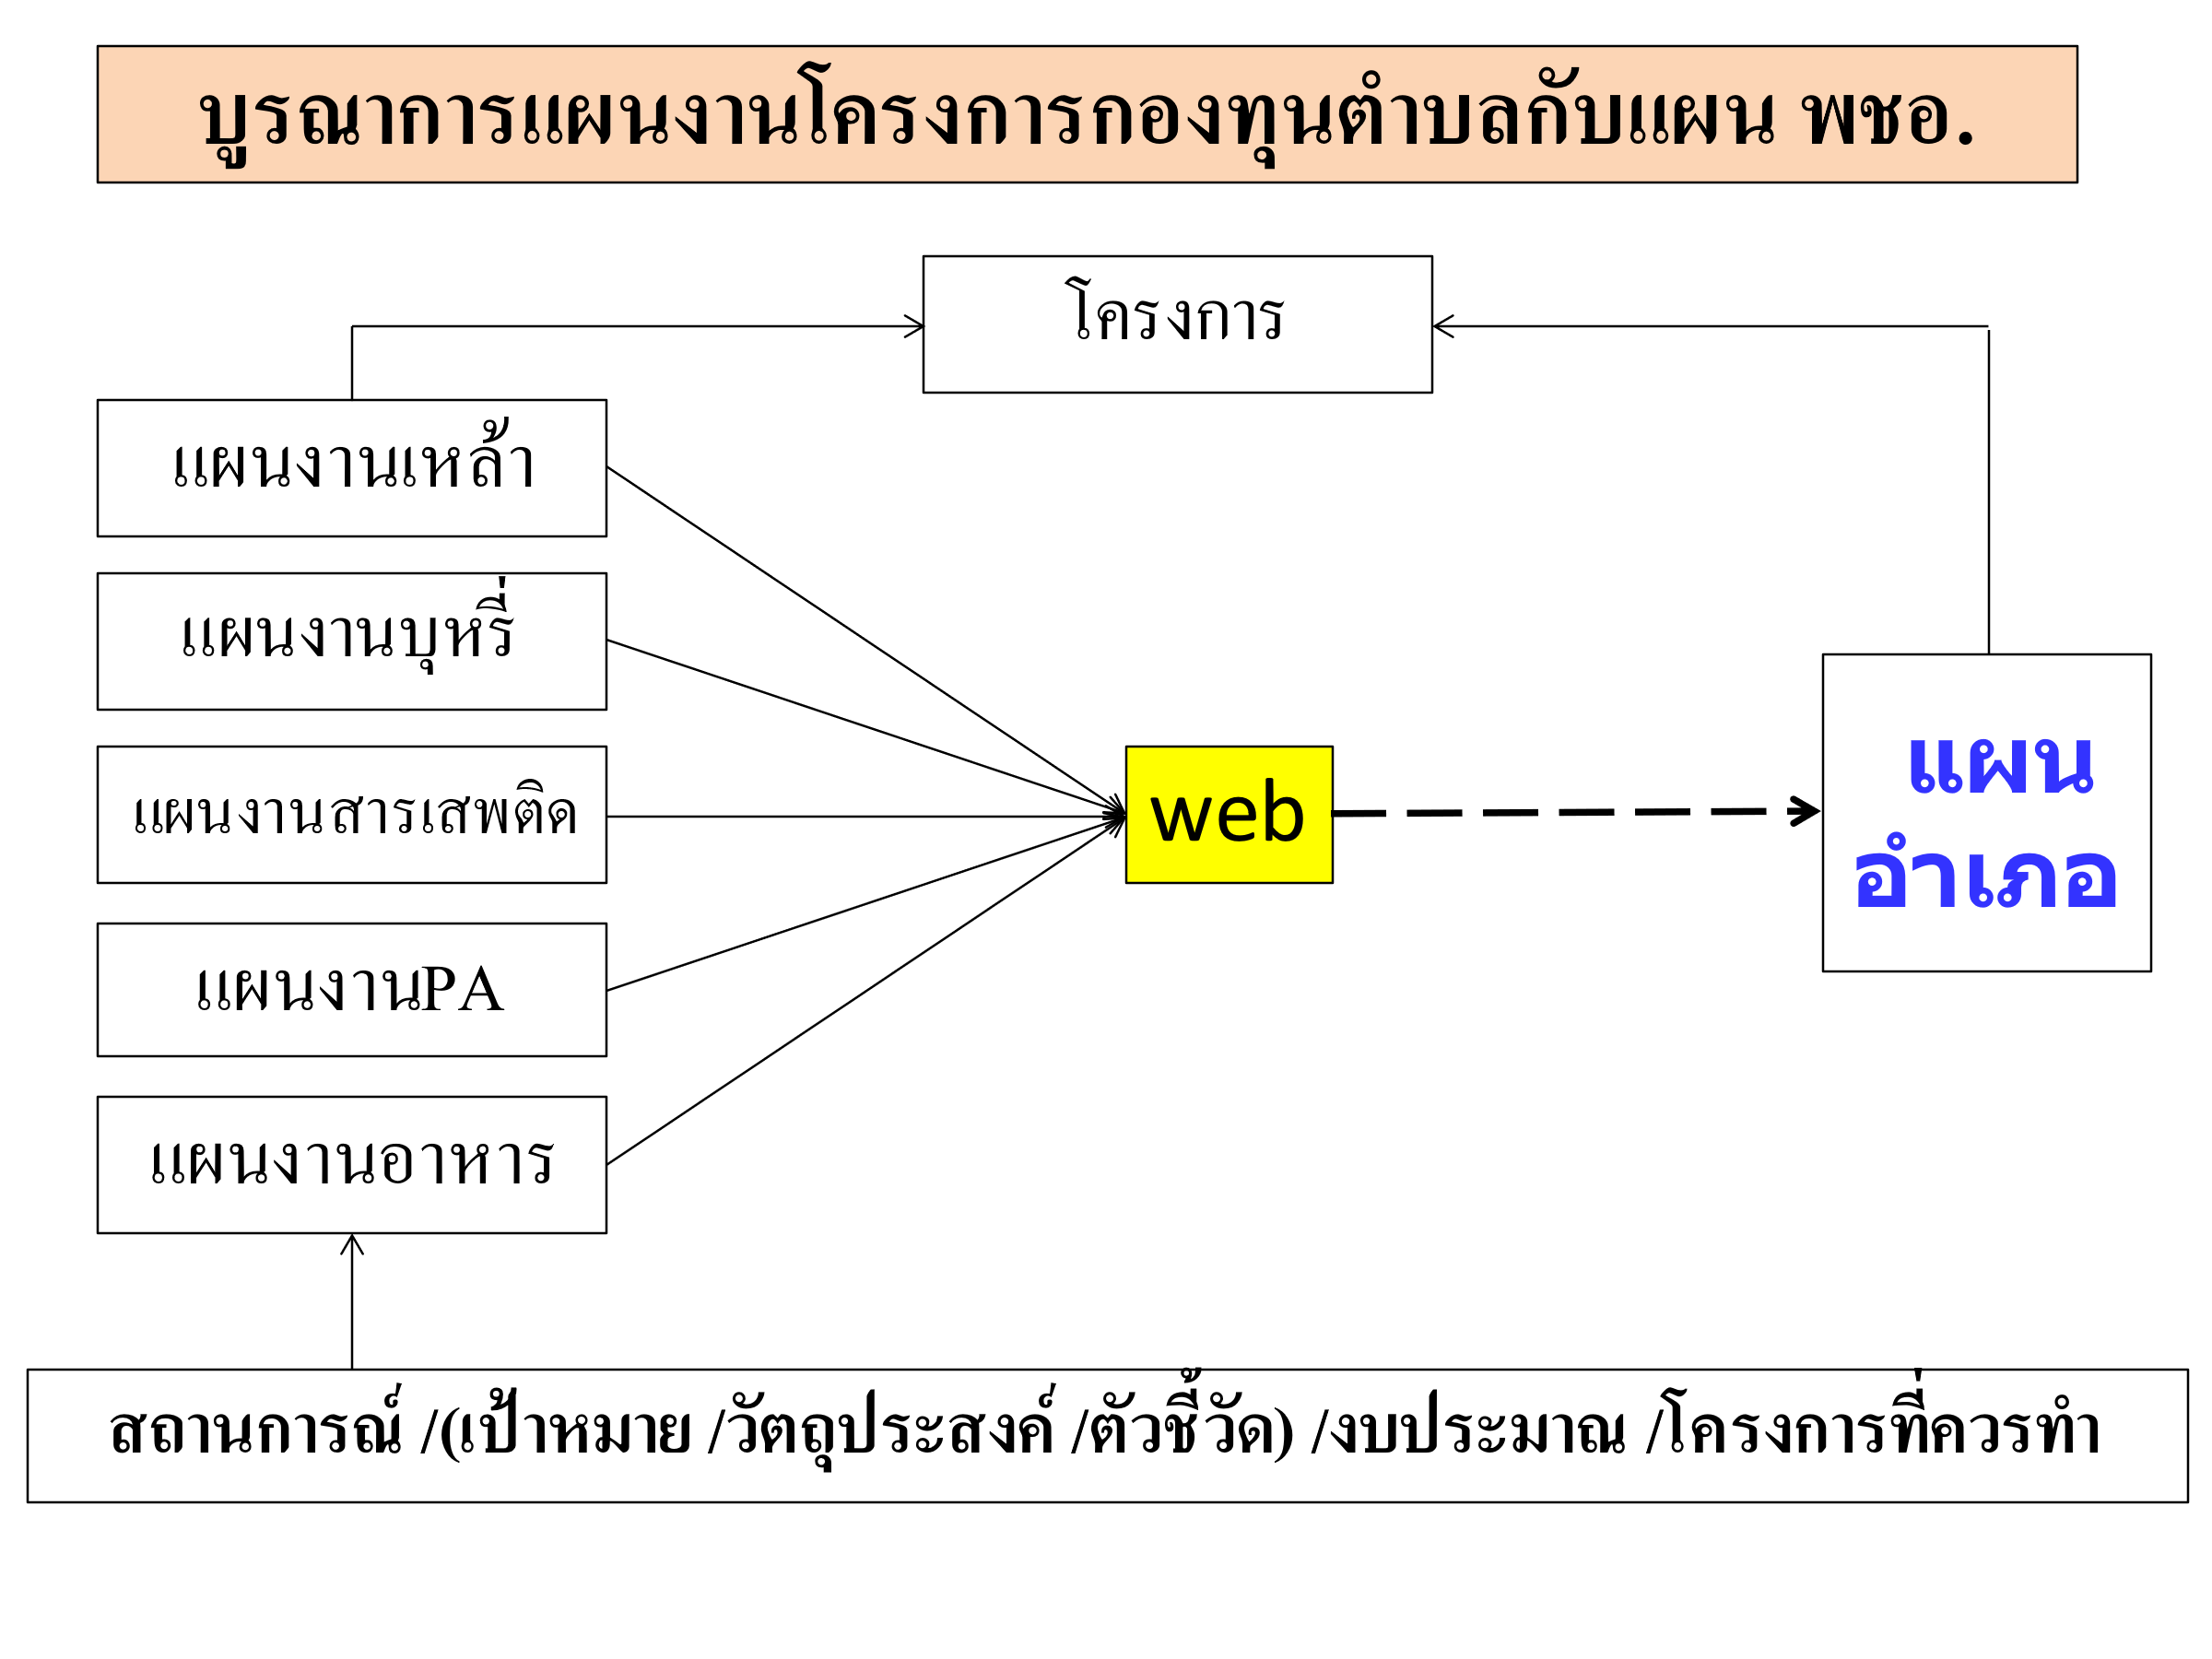 บูรณาการแผนงานโครงการกองทุนตำบลกับแผน พชอ.
โครงการ
แผนงานเหล้า
แผนงานบุหรี่
แผนงานสารเสพติด
แผนงานPA
แผนงานอาหาร
web
แผน
อำเภอ
สถานการณ์ /(เป้าหมาย /วัตถุประสงค์ /ตัวชี้วัด) /งบประมาณ /โครงการที่ควรทำ